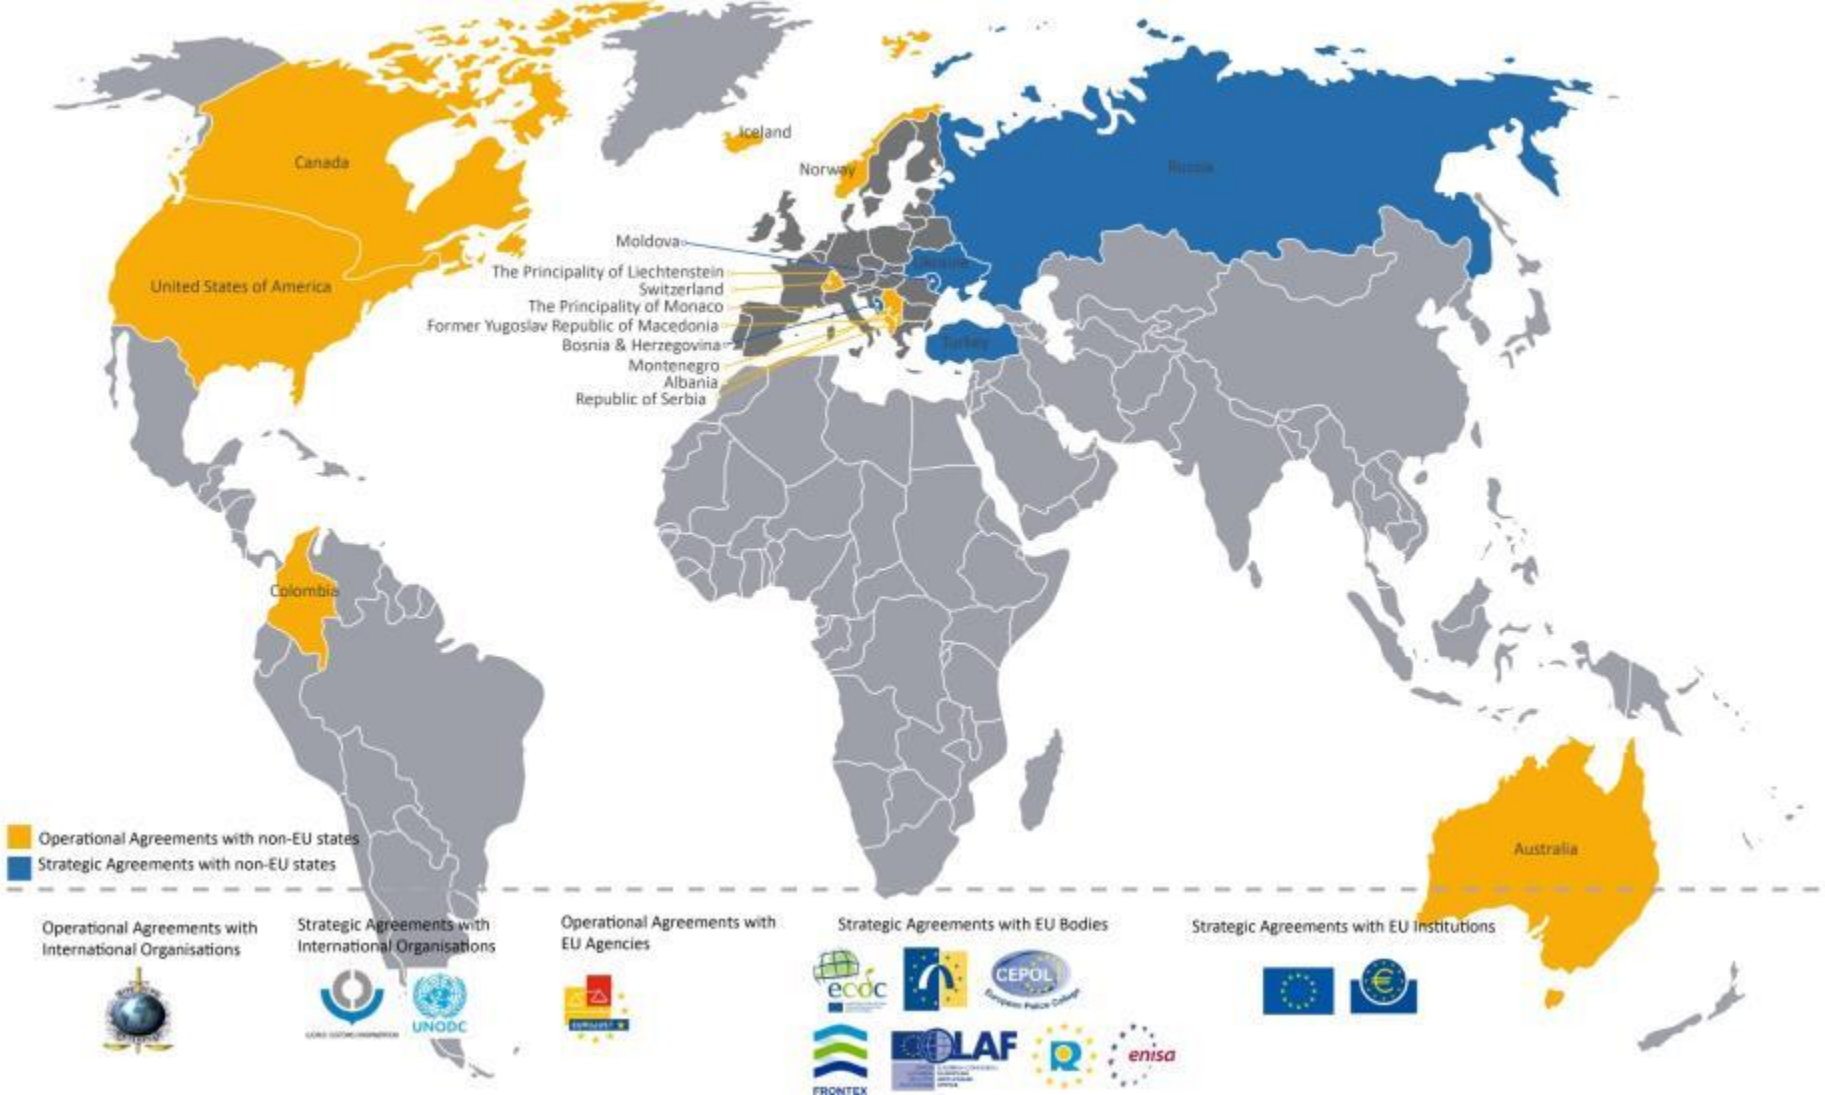 Iceland
Canada
Norway
Russia
Moldova
Ukraine
The Principality of Liechtenstein
United States of America
Switzerland
The Principality of Monaco
Former Yugoslav Republic of Macedonia
Bosnia & Herzegovina
Turkey
Montenegro
Albania
Republic of Serbia
Colombia
Operational Agreements with non-EU states
Strategic Agreements with non-EU states
Australia
Operational Agreements with
International Organisations
Strategic Agreements with
International Organisations
Operational Agreements with
EU Agencies
Strategic Agreements with EU Bodies
Strategic Agreements with EU Institutions
WORLD CUSTOMS ORGANIZATION
UNODC
EUROJUST
ecdc
CEPOL
European Police College
FRONTEX
OLAF
R
enisa